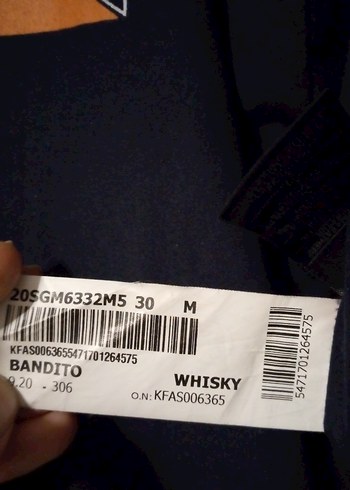 20SGM6332M5 30 M
KFAS0063655471701264575
BANDITO
9.20 - 306
WHISKY
O.N: KFAS006365
5471701264575